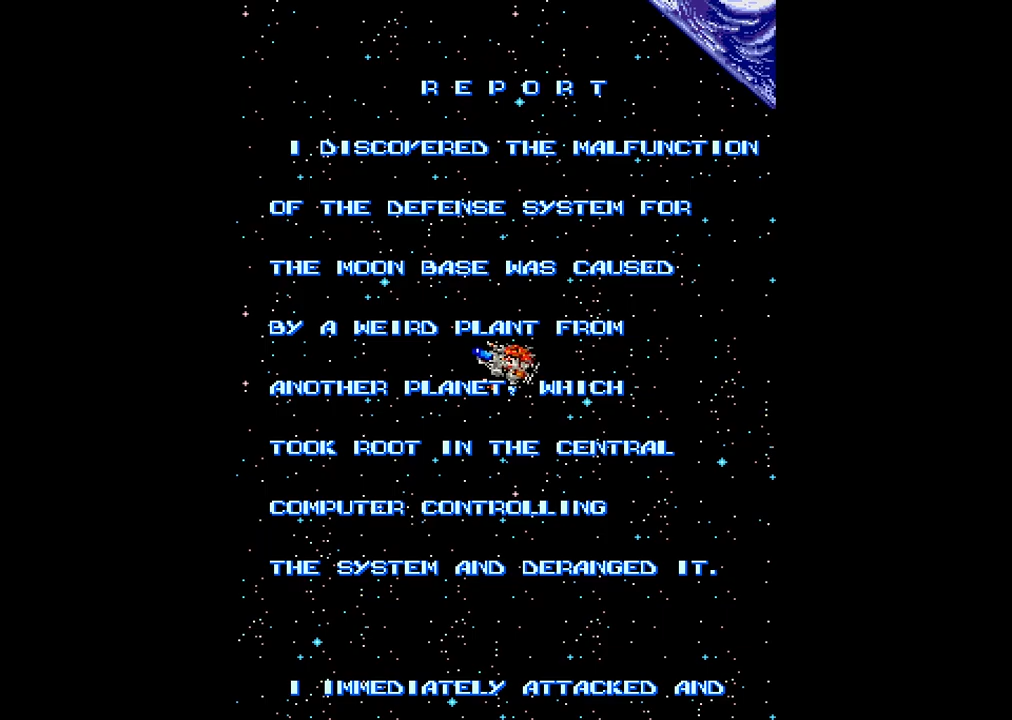 REPORT
I DISCOVERED THE MALFUNCTION
OF THE DEFENSE SYSTEM FOR
THE MOON BASE WAS CAUSED
BY A WEIRD PLANT FROM
ANOTHER PLANET, WHICH
TOOK ROOT IN THE CENTRAL
COMPUTER CONTROLLING
THE SYSTEM AND DERANGED IT.
I IMMEDIATELY ATTACKED AND